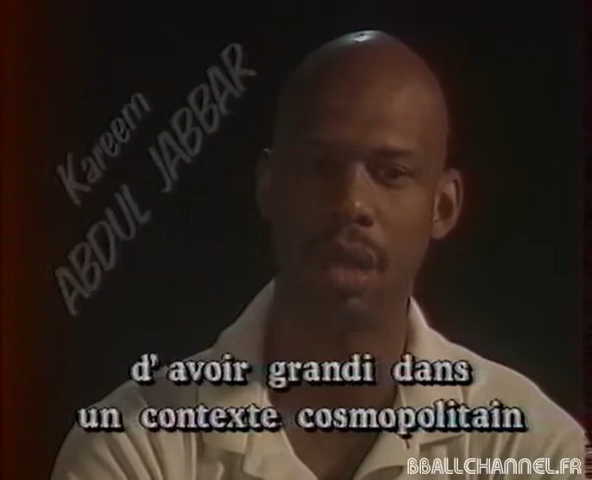 Kareem
ABDUL JABBAR
d'avoir grandi dans
un contexte cosmopolitain
BBALLCHANNEL.FR